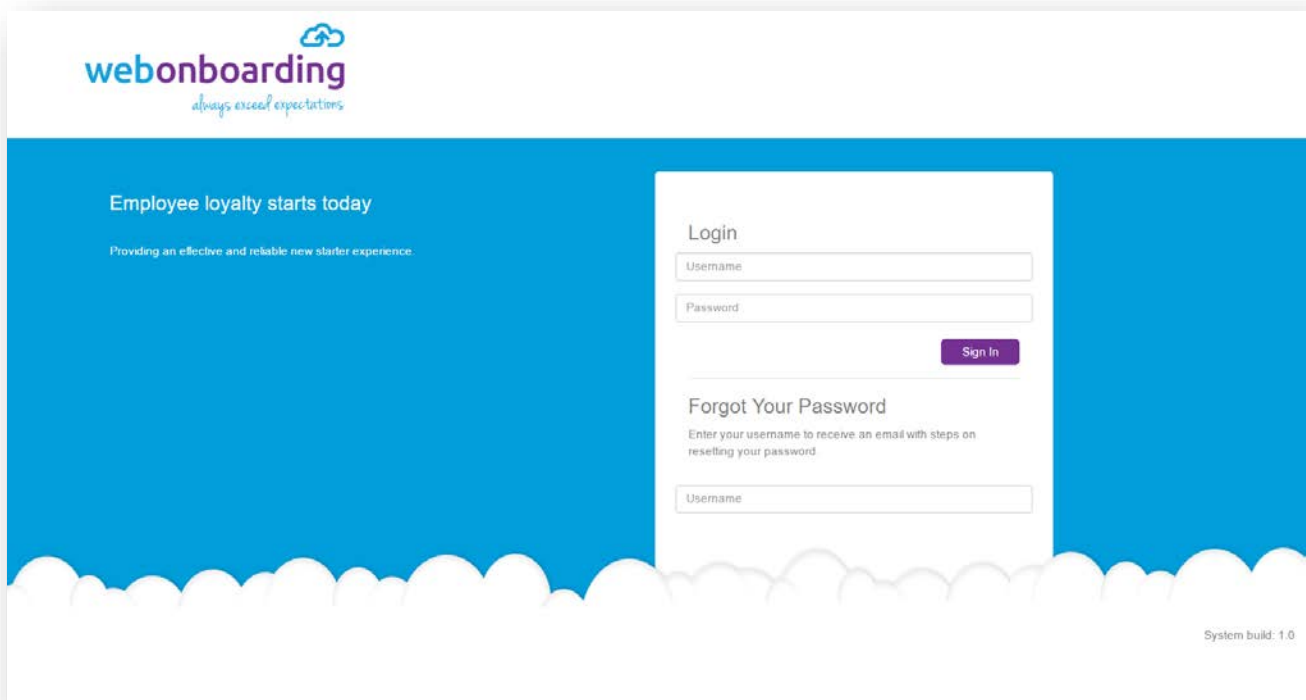 webonboarding
always exceed expectations
Employee loyalty starts today
Providing an effective and reliable new starter experience.
Login
Username
Password
Sign In
Forgot Your Password
Enter your username to receive an email with steps on
resetting your password
Username
System build: 1.0